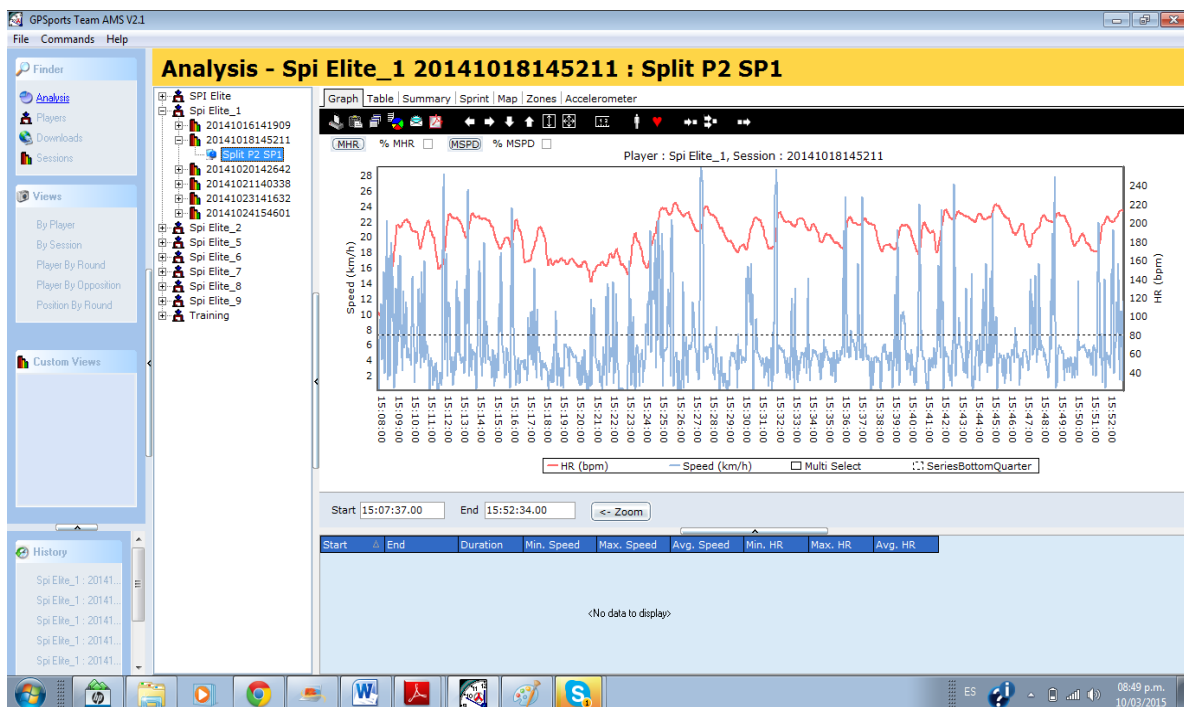 GPSports Team AMS V2.1
File Commands Help
Finder
Analysis
Players
Downloads
Sessions
Views
By Player
By Session
Player By Round
Player By Opposition
Position By Round
Custom Views
History
Spi Elite_1 : 20141...
Spi Elite_1 : 20141...
Spi Elite_1 : 20141...
Spi Elite_1 : 20141...
Spi Elite_1 : 20141...
Analysis - Spi Elite_1 20141018145211 : Split P2 SP1
SPI Elite
Spi Elite_1
20141016141909
20141018145211
Split P2 SP1
20141020142642
20141021140338
20141023141632
20141024154601
Spi Elite_2
Spi Elite_5
Spi Elite_6
Spi Elite_7
Spi Elite_8
Spi Elite_9
Training
Graph Table Summary Sprint Map Zones Accelerometer
MHR % MHR MSPD % MSPD
Player : Spi Elite_1, Session : 20141018145211
Speed (km/h)
28
26
24
22
20
18
16
14
12
10
8
6
4
2
240
220
200
180
160
140
120
100
80
60
40
HR (bpm)
15:08:00 15:09:00 15:11:00 15:12:00 15:13:00 15:14:00 15:15:00 15:16:00 15:17:00 15:18:00 15:19:00 15:20:00 15:21:00 15:22:00 15:23:00 15:24:00 15:25:00 15:26:00 15:27:00 15:28:00 15:29:00 15:30:00 15:31:00 15:32:00 15:33:00 15:34:00 15:35:00 15:36:00 15:37:00 15:38:00 15:39:00 15:40:00 15:41:00 15:42:00 15:43:00 15:44:00 15:45:00 15:46:00 15:47:00 15:48:00 15:49:00 15:50:00 15:51:00 15:52:00
HR (bpm) Speed (km/h) Multi Select SeriesBottomQuarter
Start 15:07:37.00 End 15:52:34.00 <- Zoom
Start End Duration Min. Speed Max. Speed Avg. Speed Min. HR Max. HR Avg. HR
<No data to display>
ES
08:49 p.m.
10/03/2015